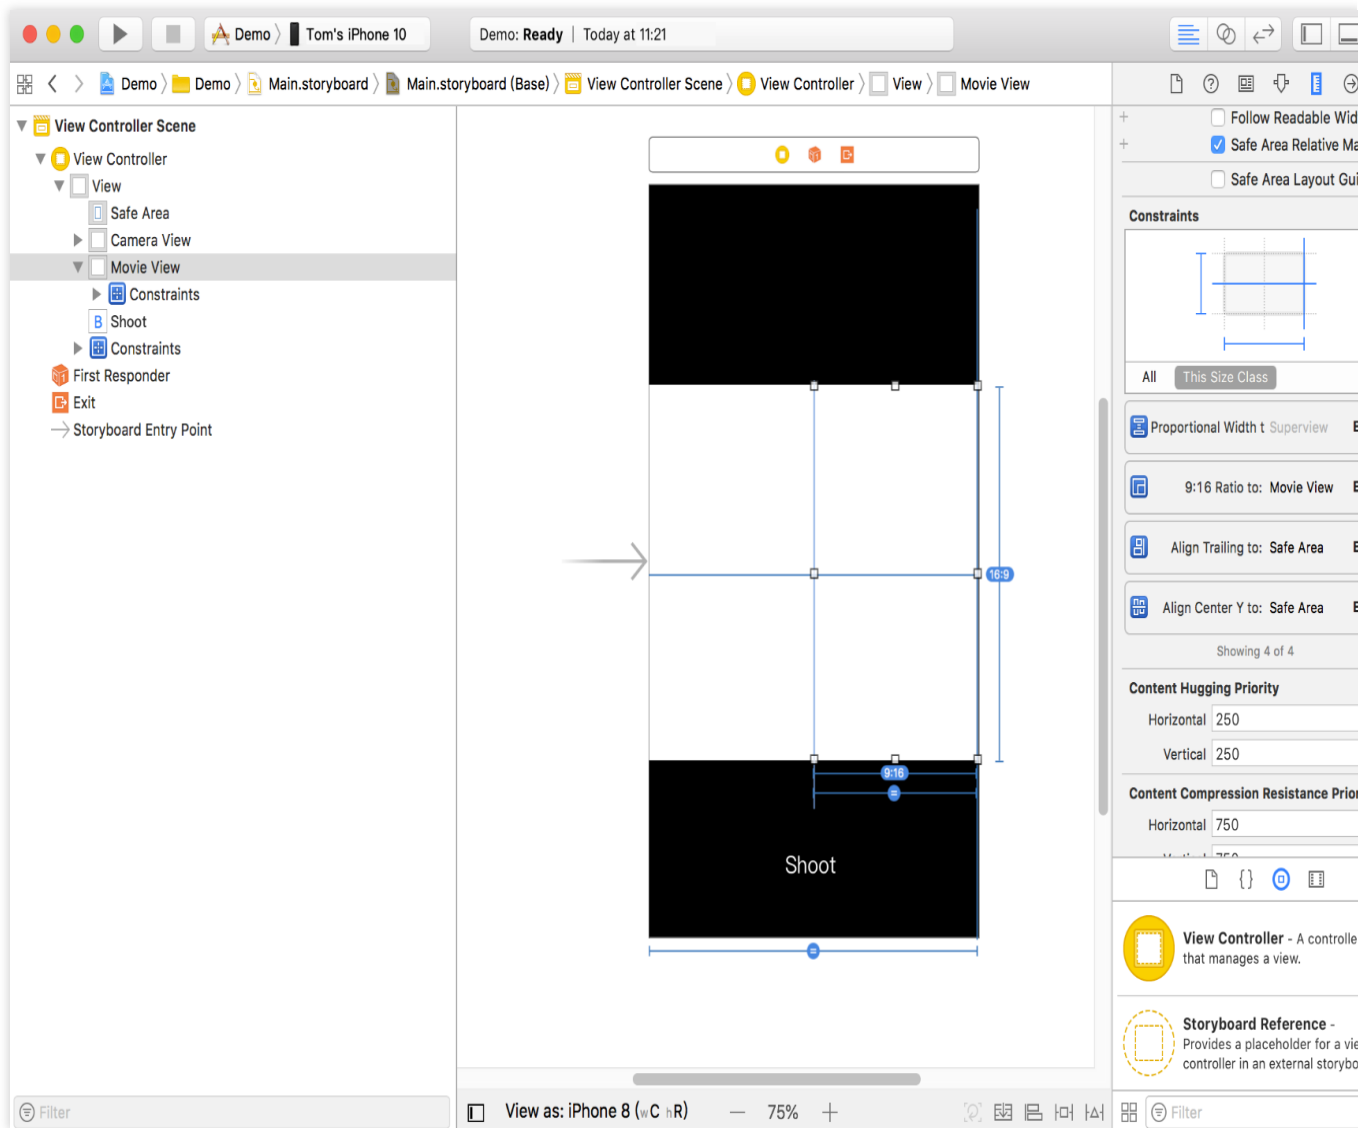 Demo Tom's iPhone 10
Demo: Ready | Today at 11:21
Demo Demo Main.storyboard Main.storyboard (Base) View Controller Scene View Controller View Movie View
View Controller Scene
View Controller
View
Safe Area
Camera View
Movie View
Constraints
B Shoot
Constraints
First Responder
Exit
Storyboard Entry Point
Filter
16:9
9:16
=
Shoot
=
View as: iPhone 8 (wC hR) — 75% +
Follow Readable Wid
Safe Area Relative Ma
Safe Area Layout Gui
Constraints
All This Size Class
Proportional Width t Superview E
9:16 Ratio to: Movie View E
Align Trailing to: Safe Area E
Align Center Y to: Safe Area E
Showing 4 of 4
Content Hugging Priority
Horizontal 250
Vertical 250
Content Compression Resistance Prior
Horizontal 750
{}
View Controller - A controlle
that manages a view.
Storyboard Reference -
Provides a placeholder for a vie
controller in an external storybo
Filter